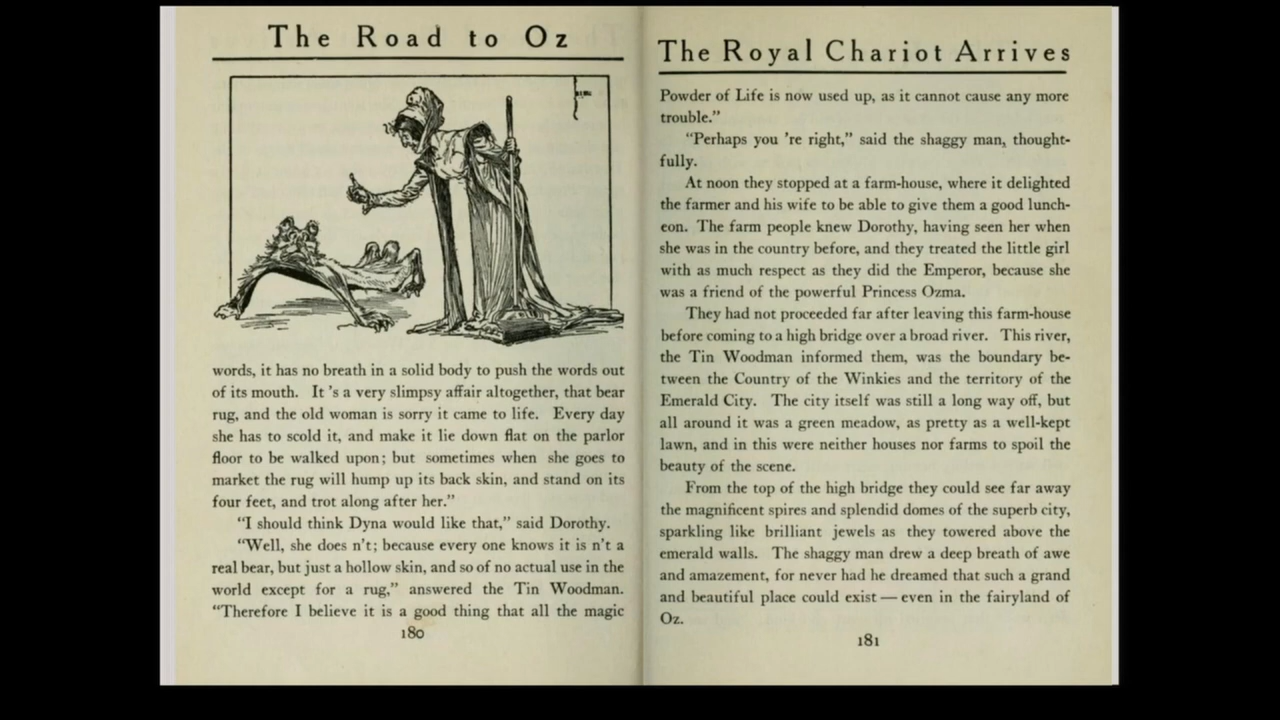 The Road to Oz
words, it has no breath in a solid body to push the words out
of its mouth. It 's a very slimpsy affair altogether, that bear
rug, and the old woman is sorry it came to life. Every day
she has to scold it, and make it lie down flat on the parlor
floor to be walked upon; but sometimes when she goes to
market the rug will hump up its back skin, and stand on its
four feet, and trot along after her.”
“I should think Dyna would like that,” said Dorothy.
“Well, she does n't; because every one knows it is n't a
real bear, but just a hollow skin, and so of no actual use in the
world except for a rug,” answered the Tin Woodman.
“Therefore I believe it is a good thing that all the magic
180
The Royal Chariot Arrives
Powder of Life is now used up, as it cannot cause any more
trouble.”
“Perhaps you 're right,” said the shaggy man, thought-
fully.
At noon they stopped at a farm-house, where it delighted
the farmer and his wife to be able to give them a good lunch-
eon. The farm people knew Dorothy, having seen her when
she was in the country before, and they treated the little girl
with as much respect as they did the Emperor, because she
was a friend of the powerful Princess Ozma.
They had not proceeded far after leaving this farm-house
before coming to a high bridge over a broad river. This river,
the Tin Woodman informed them, was the boundary be-
tween the Country of the Winkies and the territory of the
Emerald City. The city itself was still a long way off, but
all around it was a green meadow, as pretty as a well-kept
lawn, and in this were neither houses nor farms to spoil the
beauty of the scene.
From the top of the high bridge they could see far away
the magnificent spires and splendid domes of the superb city,
sparkling like brilliant jewels as they towered above the
emerald walls. The shaggy man drew a deep breath of awe
and amazement, for never had he dreamed that such a grand
and beautiful place could exist — even in the fairyland of
Oz.
181